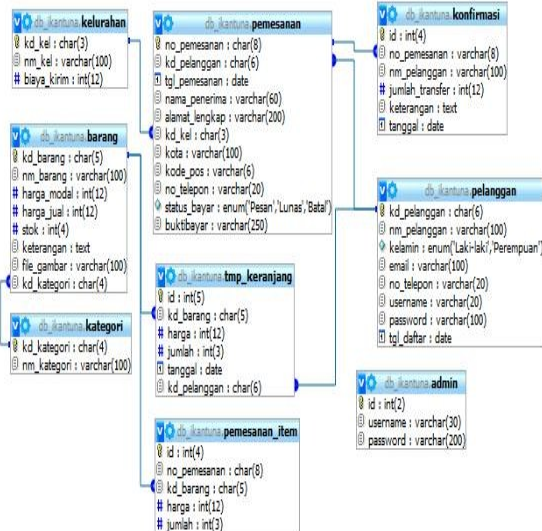 db_ikantuna.kelurahan
kd_kel : char(3)
nm_kel : varchar(100)
# biaya_kirim : int(12)
db_ikantuna.barang
kd_barang : char(5)
nm_barang : varchar(100)
# harga_modal : int(12)
# harga_jual : int(12)
# stok : int(4)
keterangan : text
file_gambar : varchar(100)
kd_kategori : char(4)
db_ikantuna.kategori
kd_kategori : char(4)
nm_kategori : varchar(100)
db_ikantuna.pemesanan
no_pemesanan : char(8)
kd_pelanggan : char(6)
tgl_pemesanan : date
nama_penerima : varchar(60)
alamat_lengkap : varchar(200)
kd_kel : char(3)
kota : varchar(100)
kode_pos : varchar(6)
no_telepon : varchar(20)
status_bayar : enum('Pesan','Lunas','Batal')
buktibayar : varchar(250)
db_ikantuna.tmp_keranjang
id : int(5)
kd_barang : char(5)
# harga : int(12)
# jumlah : int(3)
tanggal : date
kd_pelanggan : char(6)
db_ikantuna.pemesanan_item
id : int(4)
no_pemesanan : char(8)
kd_barang : char(5)
# harga : int(12)
# jumlah : int(3)
db_ikantuna.konfirmasi
id : int(4)
no_pemesanan : varchar(8)
nm_pelanggan : varchar(100)
# jumlah_transfer : int(12)
keterangan : text
tanggal : date
db_ikantuna.pelanggan
kd_pelanggan : char(6)
nm_pelanggan : varchar(100)
kelamin : enum('Laki-laki','Perempuan')
email : varchar(100)
no_telepon : varchar(20)
username : varchar(20)
password : varchar(100)
tgl_daftar : date
db_ikantuna.admin
id : int(2)
username : varchar(30)
password : varchar(200)